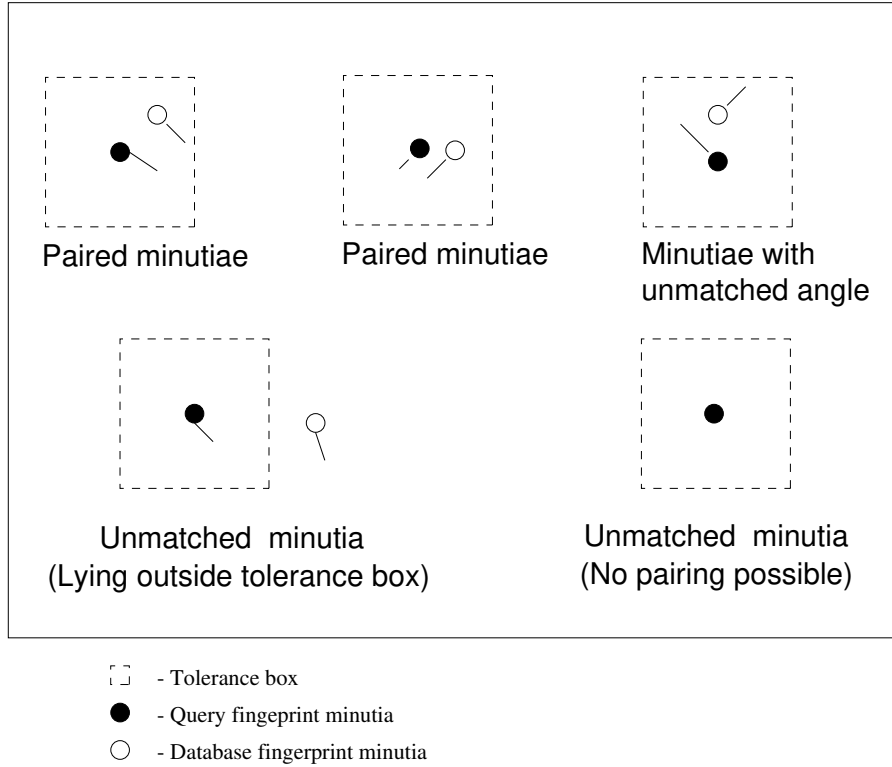 Paired minutiae
Paired minutiae
Minutiae with
unmatched angle
Unmatched minutia
(Lying outside tolerance box)
Unmatched minutia
(No pairing possible)
- Tolerance box
- Query fingeprint minutia
- Database fingerprint minutia